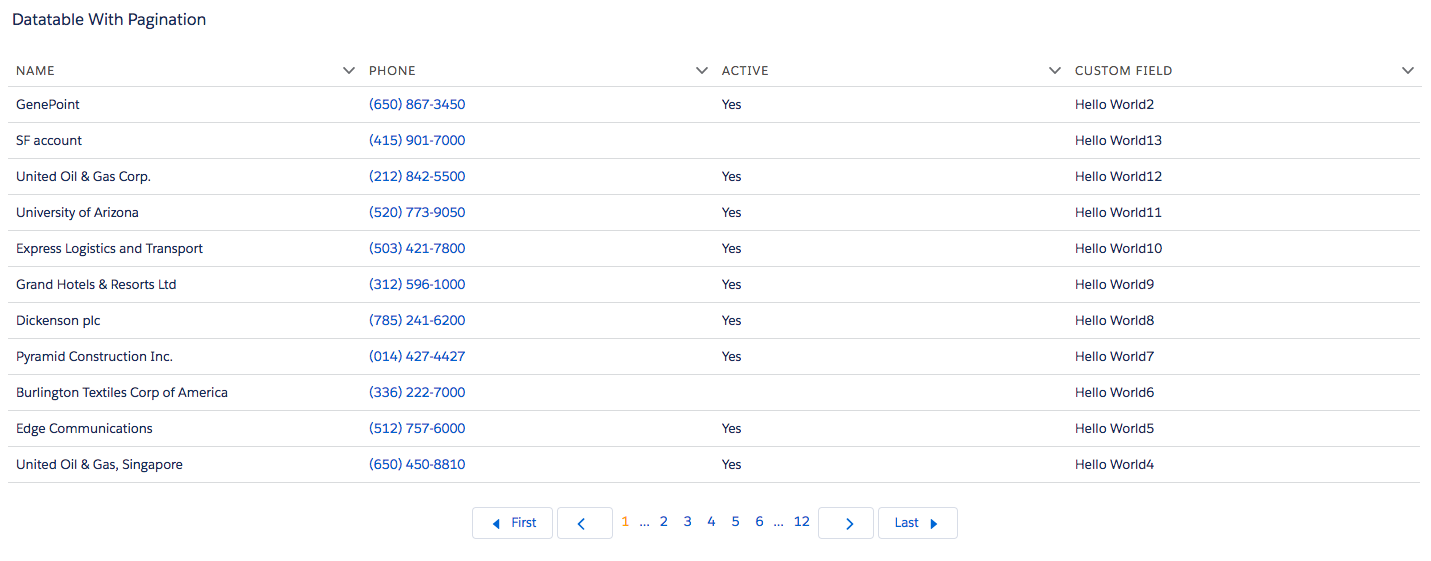 Datatable With Pagination
NAME PHONE ACTIVE CUSTOM FIELD
GenePoint (650) 867-3450 Yes Hello World2
SF account (415) 901-7000 Hello World13
United Oil & Gas Corp. (212) 842-5500 Yes Hello World12
University of Arizona (520) 773-9050 Yes Hello World11
Express Logistics and Transport (503) 421-7800 Yes Hello World10
Grand Hotels & Resorts Ltd (312) 596-1000 Yes Hello World9
Dickenson plc (785) 241-6200 Yes Hello World8
Pyramid Construction Inc. (014) 427-4427 Yes Hello World7
Burlington Textiles Corp of America (336) 222-7000 Hello World6
Edge Communications (512) 757-6000 Yes Hello World5
United Oil & Gas, Singapore (650) 450-8810 Yes Hello World4
First 1 ... 2 3 4 5 6 ... 12 Last